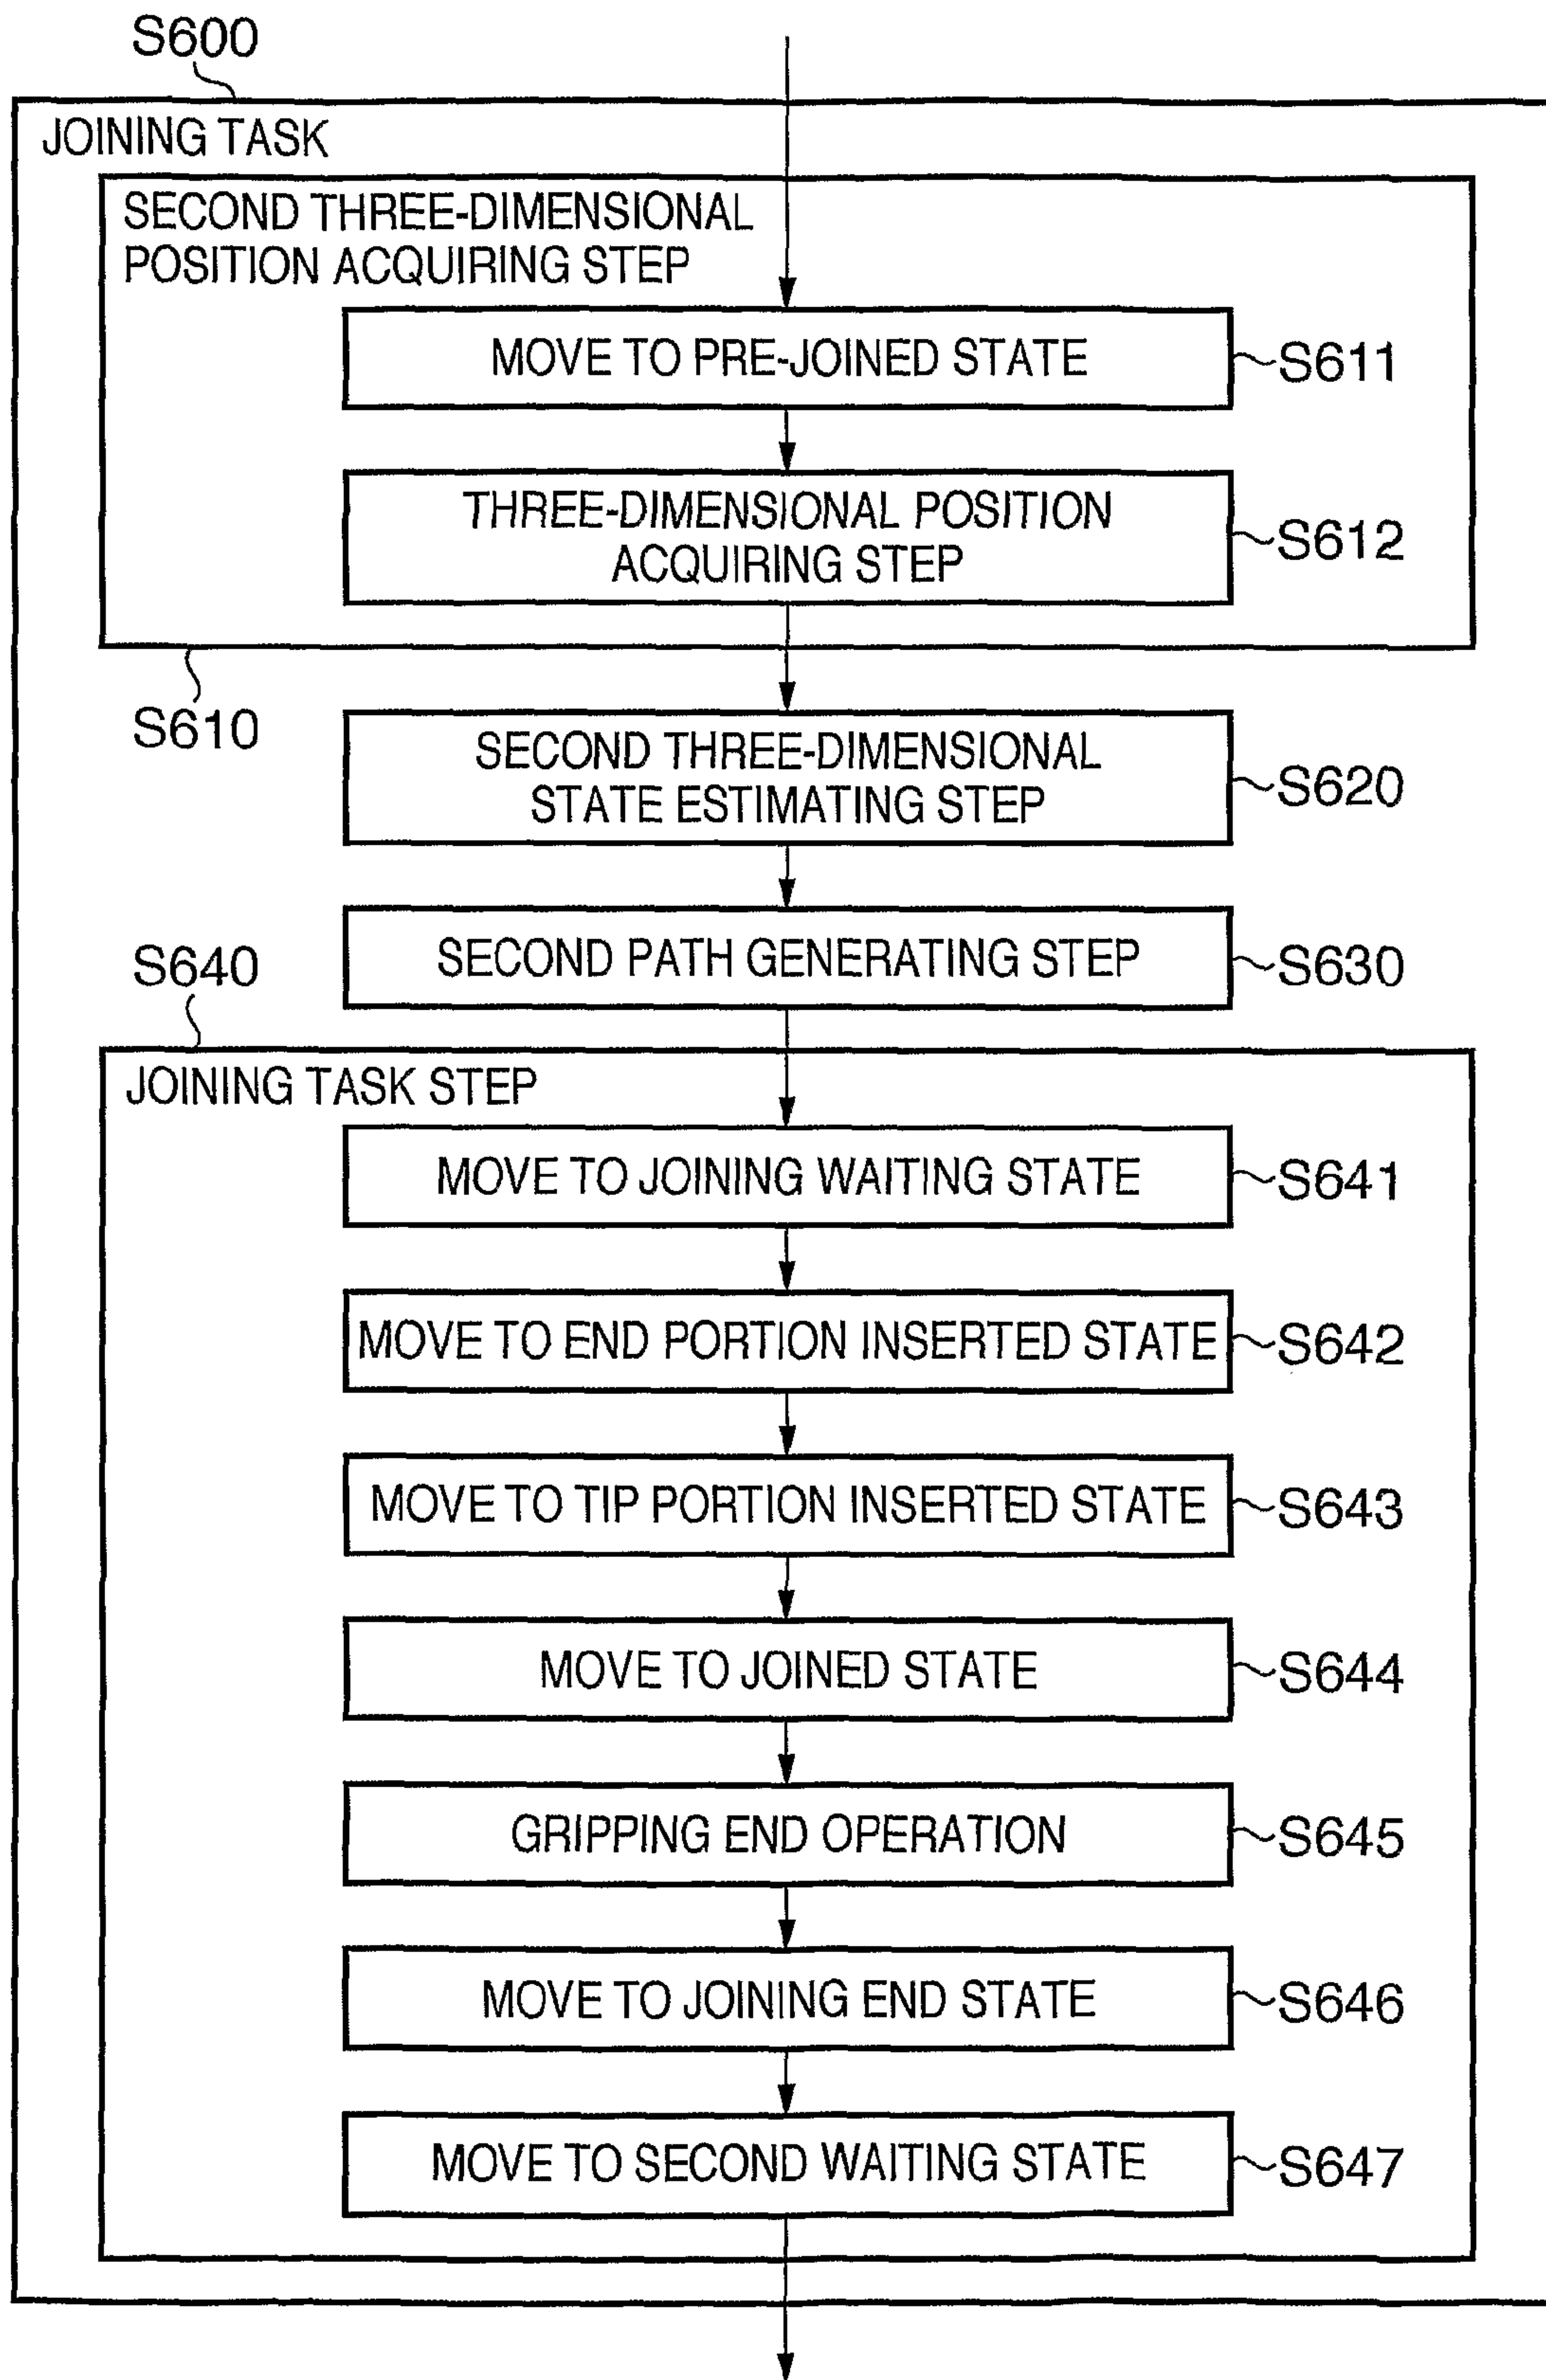 S600
JOINING TASK
SECOND THREE-DIMENSIONAL
POSITION ACQUIRING STEP
MOVE TO PRE-JOINED STATE
S611
THREE-DIMENSIONAL POSITION
ACQUIRING STEP
S612
S610
SECOND THREE-DIMENSIONAL
STATE ESTIMATING STEP
S620
SECOND PATH GENERATING STEP
S630
S640
JOINING TASK STEP
MOVE TO JOINING WAITING STATE
S641
MOVE TO END PORTION INSERTED STATE
S642
MOVE TO TIP PORTION INSERTED STATE
S643
MOVE TO JOINED STATE
S644
GRIPPING END OPERATION
S645
MOVE TO JOINING END STATE
S646
MOVE TO SECOND WAITING STATE
S647